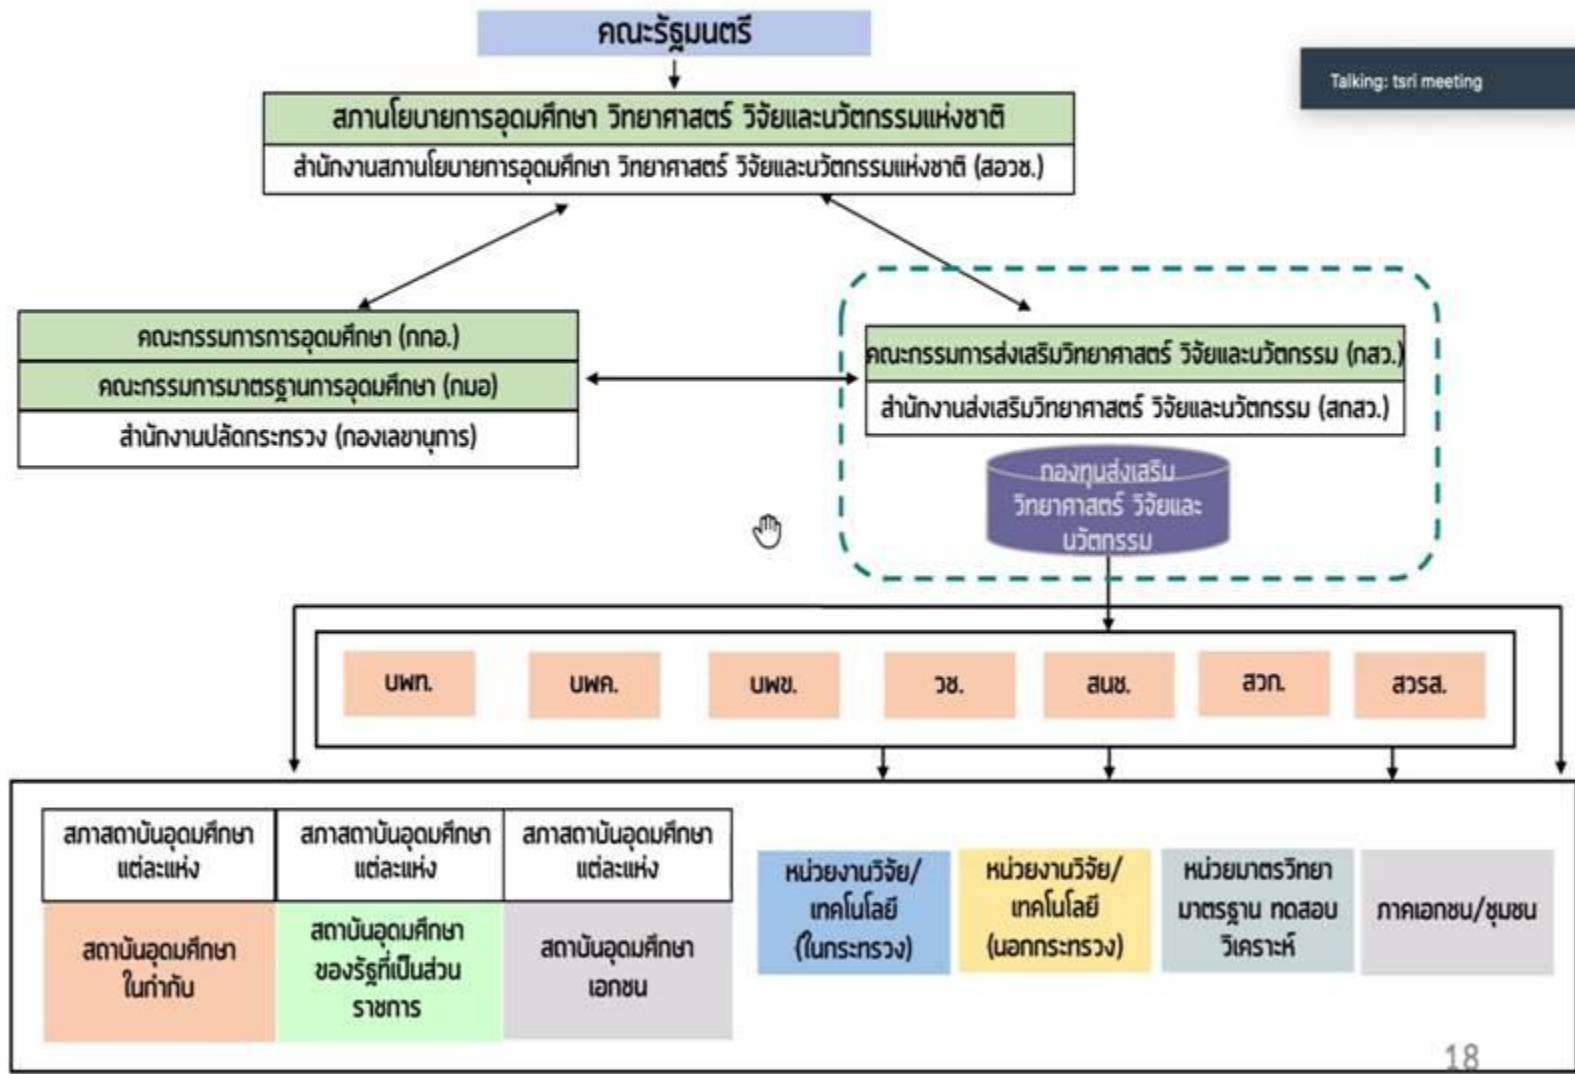 คณะรัฐมนตรี
Talking: tsri meeting
สภานโยบายการอุดมศึกษา วิทยาศาสตร์ วิจัยและนวัตกรรมแห่งชาติ
สำนักงานสภานโยบายการอุดมศึกษา วิทยาศาสตร์ วิจัยและนวัตกรรมแห่งชาติ (สอวช.)
คณะกรรมการการอุดมศึกษา (กกอ.)
คณะกรรมการมาตรฐานการอุดมศึกษา (กมอ)
สำนักงานปลัดกระทรวง (กองเลขานุการ)
คณะกรรมการส่งเสริมวิทยาศาสตร์ วิจัยและนวัตกรรม (กสว.)
สำนักงานส่งเสริมวิทยาศาสตร์ วิจัยและนวัตกรรม (สกสว.)
กองทุนส่งเสริม
วิทยาศาสตร์ วิจัยและ
นวัตกรรม
บพท.
บพค.
บพข.
วช.
สนช.
สวก.
สวรส.
สภาสถาบันอุดมศึกษา
แต่ละแห่ง
สภาสถาบันอุดมศึกษา
แต่ละแห่ง
สภาสถาบันอุดมศึกษา
แต่ละแห่ง
สถาบันอุดมศึกษา
ในกำกับ
สถาบันอุดมศึกษา
ของรัฐที่เป็นส่วน
ราชการ
สถาบันอุดมศึกษา
เอกชน
หน่วยงานวิจัย/
เทคโนโลยี
(ในกระทรวง)
หน่วยงานวิจัย/
เทคโนโลยี
(นอกกระทรวง)
หน่วยมาตรวิทยา
มาตรฐาน ทดสอบ
วิเคราะห์
ภาคเอกชน/ชุมชน
18